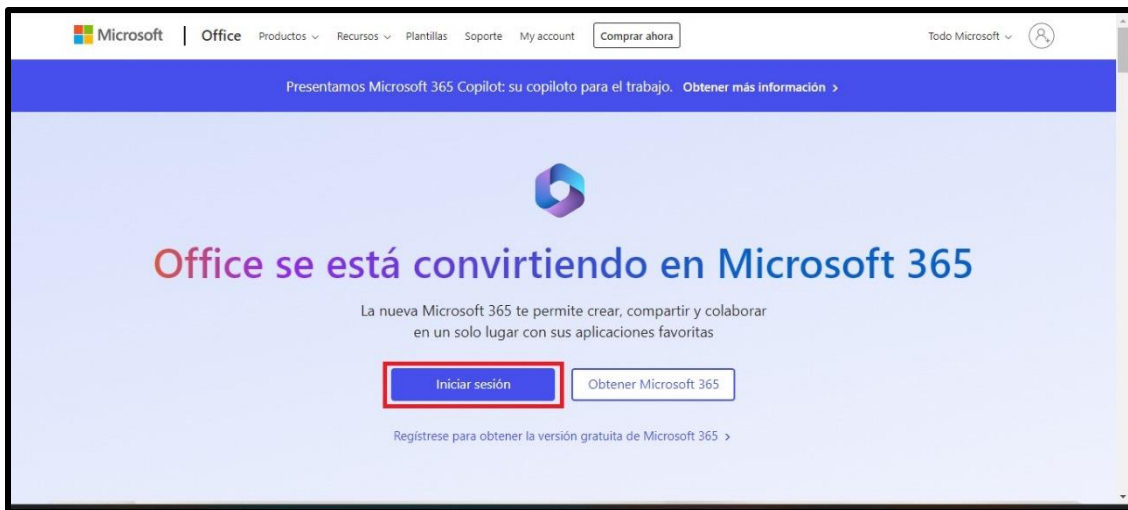 Microsoft | Office Productos Recursos Plantillas Soporte My account Comprar ahora Todo Microsoft
Presentamos Microsoft 365 Copilot: su copiloto para el trabajo. Obtener más información >
Office se está convirtiendo en Microsoft 365
La nueva Microsoft 365 te permite crear, compartir y colaborar
en un solo lugar con sus aplicaciones favoritas
Iniciar sesión Obtener Microsoft 365
Regístrese para obtener la versión gratuita de Microsoft 365 >